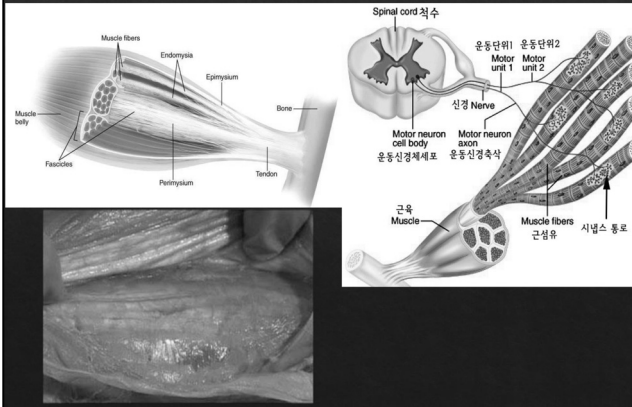 Muscle fibers
Endomysia
Epimysium
Bone
Muscle
belly
Fascicles
Perimysium
Tendon
Spinal cord 척수
운동단위1 운동단위2
Motor Motor
unit 1 unit 2
신경 Nerve
Motor neuron Motor neuron
cell body axon
운동신경체세포 운동신경축삭
근육
Muscle
Muscle fibers
근섬유
시냅스 통로